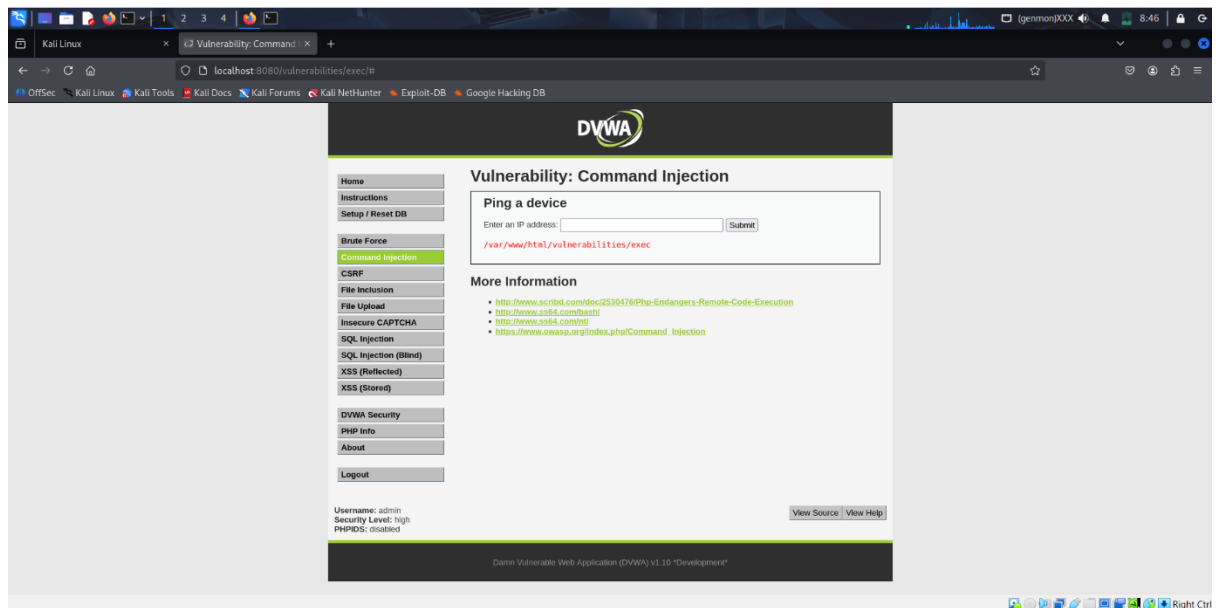 1 2 3 4 (genmon)XXX 8:46
Kali Linux × Vulnerability: Command I × +
localhost:8080/vulnerabilities/exec/#
OffSec Kali Linux Kali Tools Kali Docs Kali Forums Kali NetHunter Exploit-DB Google Hacking DB
DVWA
Home
Instructions
Setup / Reset DB
Brute Force
Command Injection
CSRF
File Inclusion
File Upload
Insecure CAPTCHA
SQL Injection
SQL Injection (Blind)
XSS (Reflected)
XSS (Stored)
DVWA Security
PHP Info
About
Logout
Vulnerability: Command Injection
Ping a device
Enter an IP address: Submit
/var/www/html/vulnerabilities/exec
More Information
• http://www.scribd.com/doc/2530476/Php-Endangers-Remote-Code-Execution
• http://www.ss64.com/bash/
• http://www.ss64.com/nt/
• https://www.owasp.org/index.php/Command_Injection
Username: admin
Security Level: high
PHPIDS: disabled
View Source View Help
Damn Vulnerable Web Application (DVWA) v1.10 *Development*
Right Ctrl